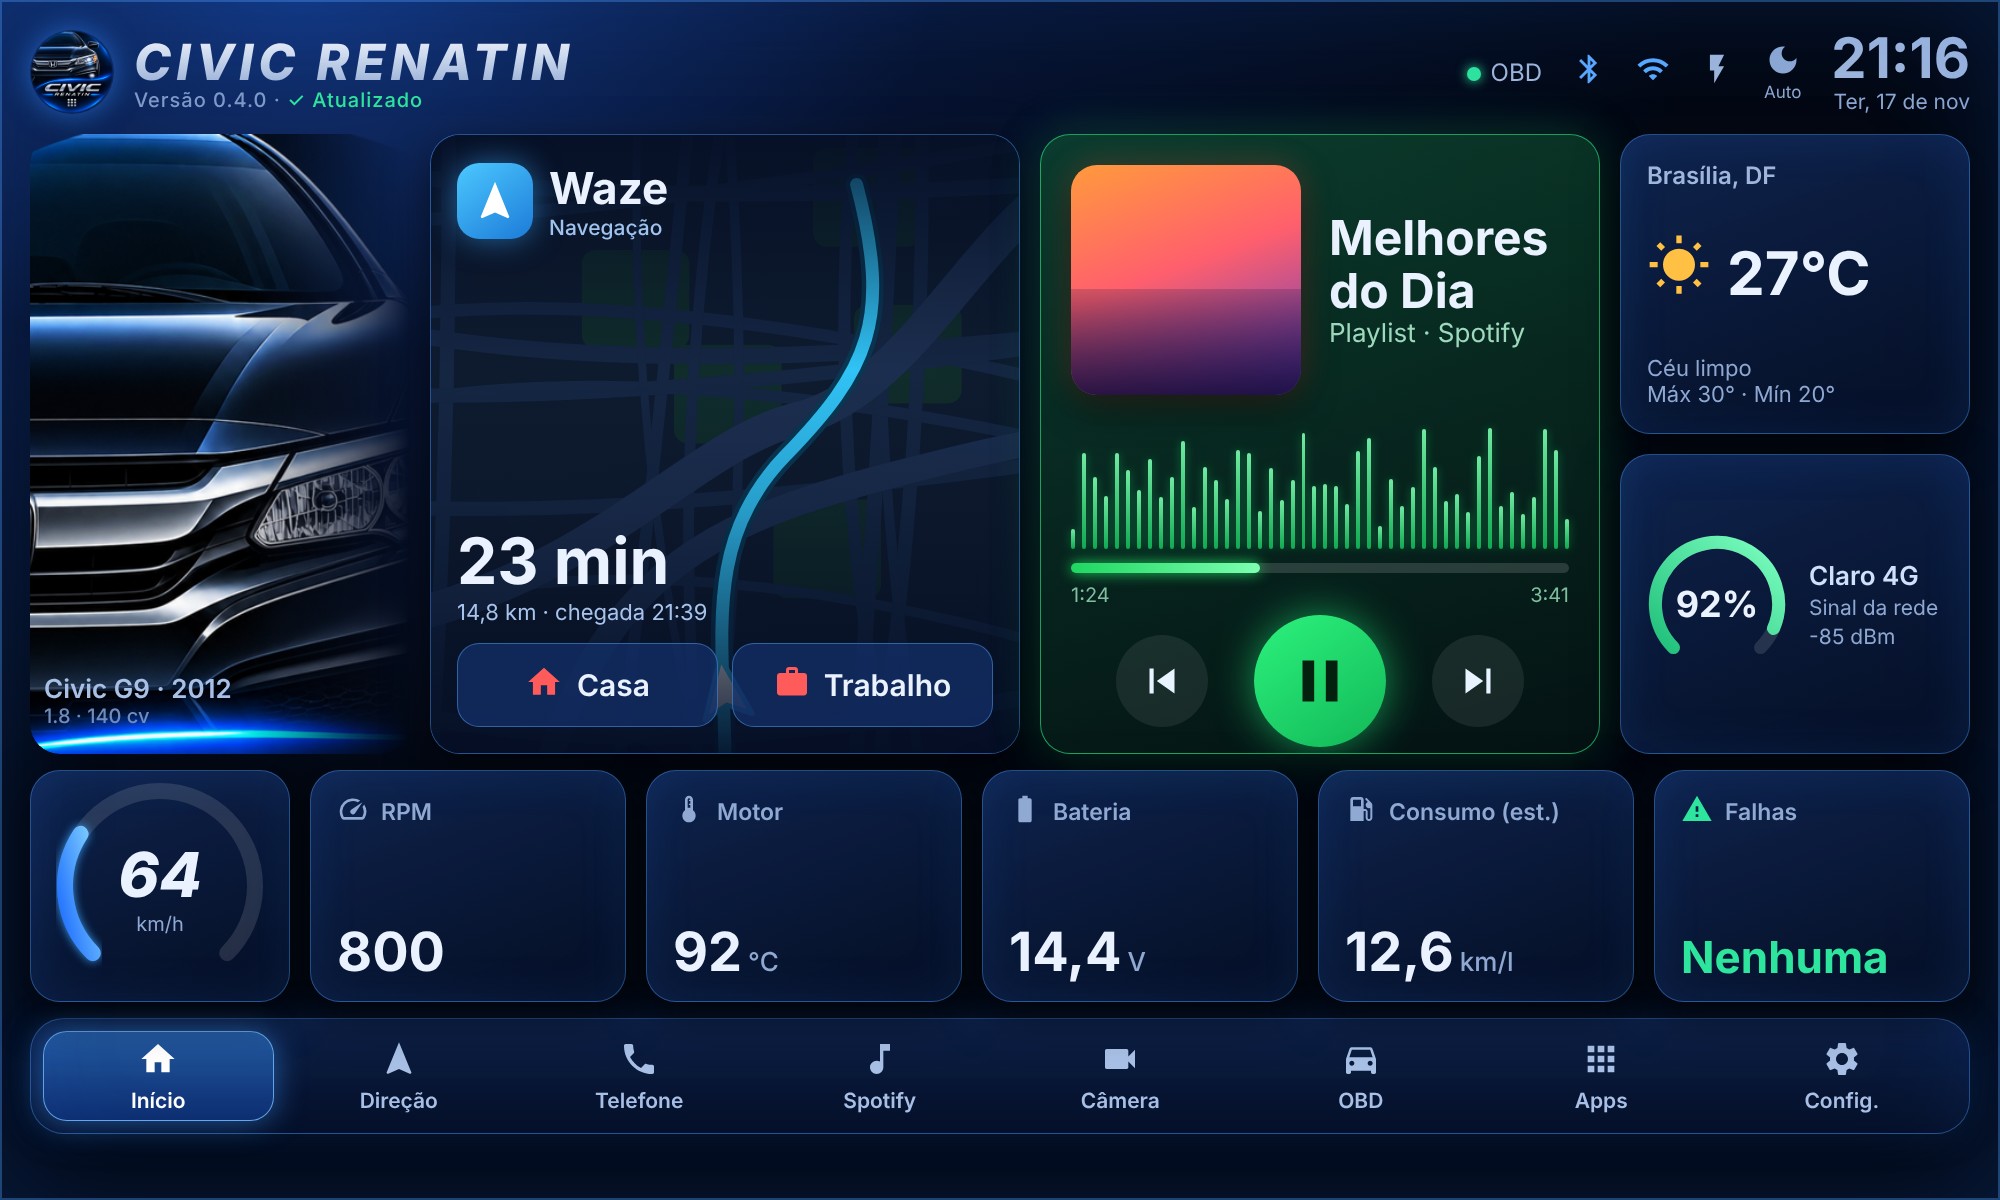 CIVIC RENATIN
Versão 0.4.0 · ✓ Atualizado
CIVIC
RENATIN
OBD
Auto
21:16
Ter, 17 de nov
Civic G9 · 2012
1.8 · 140 cv
Waze
Navegação
23 min
14,8 km · chegada 21:39
Casa
Trabalho
Melhores
do Dia
Playlist · Spotify
1:24
3:41
Brasília, DF
27°C
Céu limpo
Máx 30° · Mín 20°
92%
Claro 4G
Sinal da rede
-85 dBm
64
km/h
RPM
800
Motor
92 °C
Bateria
14,4 V
Consumo (est.)
12,6 km/l
Falhas
Nenhuma
Início
Direção
Telefone
Spotify
Câmera
OBD
Apps
Config.